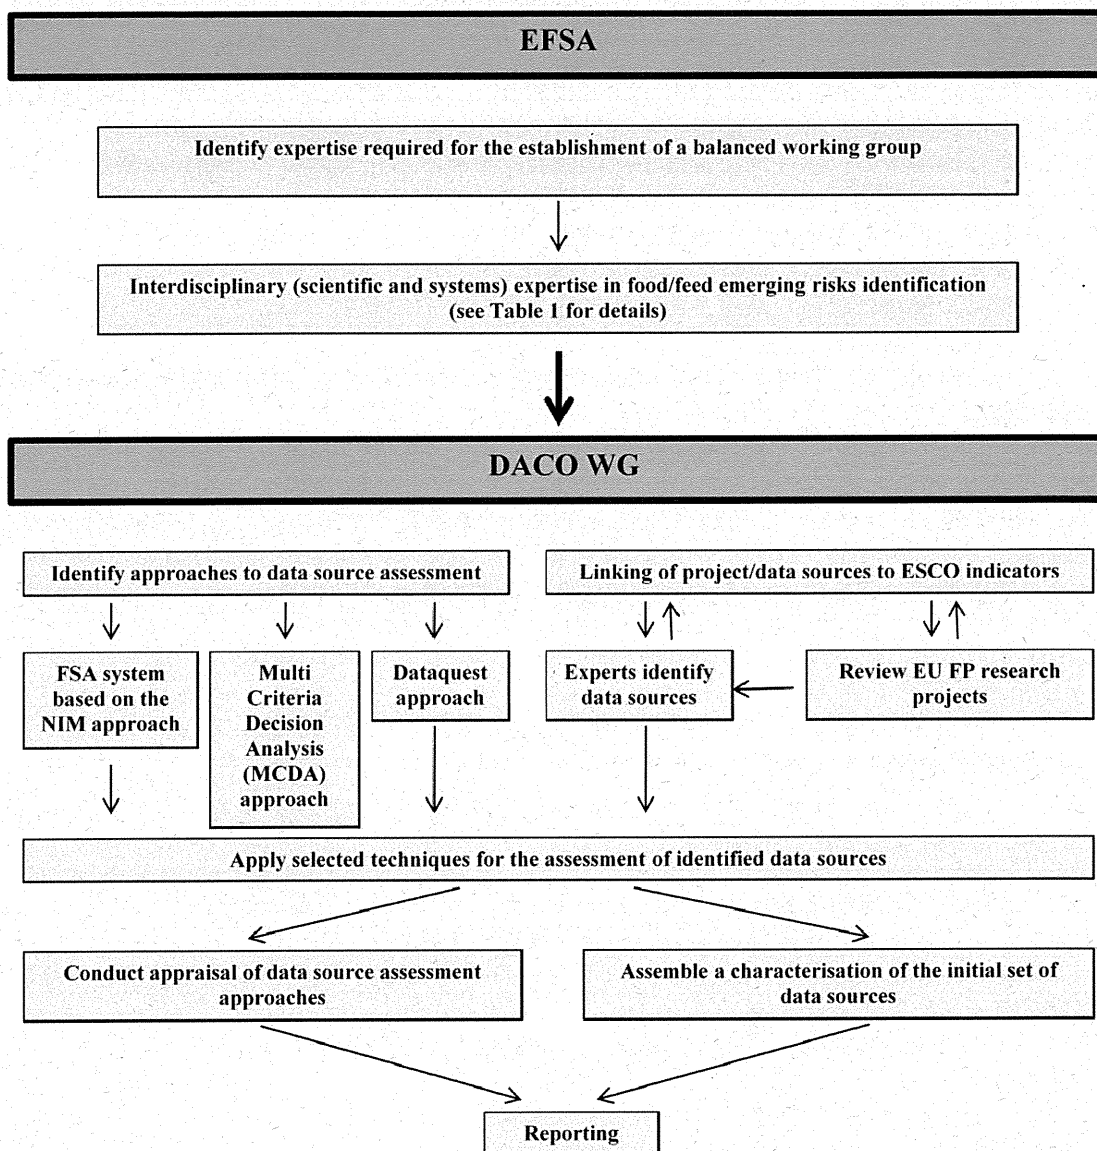 EFSA
Identify expertise required for the establishment of a balanced working group
Interdisciplinary (scientific and systems) expertise in food/feed emerging risks identification
(see Table 1 for details)
DACO WG
Identify approaches to data source assessment
Linking of project/data sources to ESCO indicators
FSA system
based on the
NIM approach
Multi
Criteria
Decision
Analysis
(MCDA)
approach
Dataquest
approach
Experts identify
data sources
Review EU FP research
projects
Apply selected techniques for the assessment of identified data sources
Conduct appraisal of data source assessment
approaches
Assemble a characterisation of the initial set of
data sources
Reporting